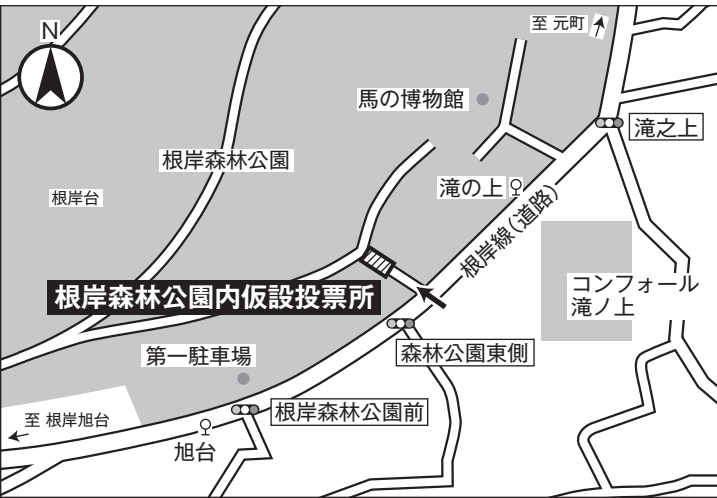 N
至 元町
馬の博物館
滝之上
根岸森林公園
根岸台
滝の上
根岸線（道路）
コンフォール
滝ノ上
根岸森林公園内仮設投票所
森林公園東側
第一駐車場
根岸森林公園前
至 根岸旭台
旭台